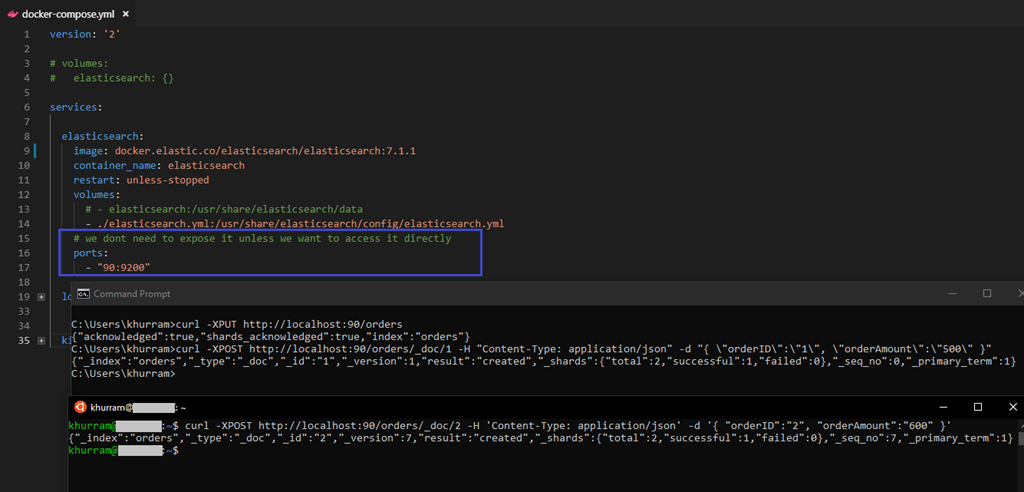 docker-compose.yml ×
1 version: '2'
2
3 # volumes:
4 #   elasticsearch: {}
5
6 services:
7
8 elasticsearch:
9 image: docker.elastic.co/elasticsearch/elasticsearch:7.1.1
10 container_name: elasticsearch
11 restart: unless-stopped
12 volumes:
13 # - elasticsearch:/usr/share/elasticsearch/data
14 - ./elasticsearch.yml:/usr/share/elasticsearch/config/elasticsearch.yml
15 # we dont need to expose it unless we want to access it directly
16 ports:
17 - "90:9200"
18
19 lo
33
34
35 ki
Command Prompt
C:\Users\khurram>curl -XPUT http://localhost:90/orders
{"acknowledged":true,"shards_acknowledged":true,"index":"orders"}
C:\Users\khurram>curl -XPOST http://localhost:90/orders/_doc/1 -H "Content-Type: application/json" -d "{ \"orderID\":\"1\", \"orderAmount\":\"500\" }"
{"_index":"orders","_type":"_doc","_id":"1","_version":1,"result":"created","_shards":{"total":2,"successful":1,"failed":0},"_seq_no":0,"_primary_term":1}
C:\Users\khurram>
khurram@ : ~
khurram@ :~$ curl -XPOST http://localhost:90/orders/_doc/2 -H 'Content-Type: application/json' -d '{ "orderID":"2", "orderAmount":"600" }'
{"_index":"orders","_type":"_doc","_id":"2","_version":7,"result":"created","_shards":{"total":2,"successful":1,"failed":0},"_seq_no":7,"_primary_term":1}
khurram@ :~$